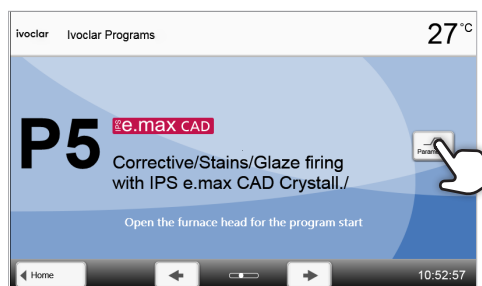 ivoclar Ivoclar Programs 27°C
P5
IPS e.max CAD
Corrective/Stains/Glaze firing
with IPS e.max CAD Crystall./
Open the furnace head for the program start
Home 10:52:57